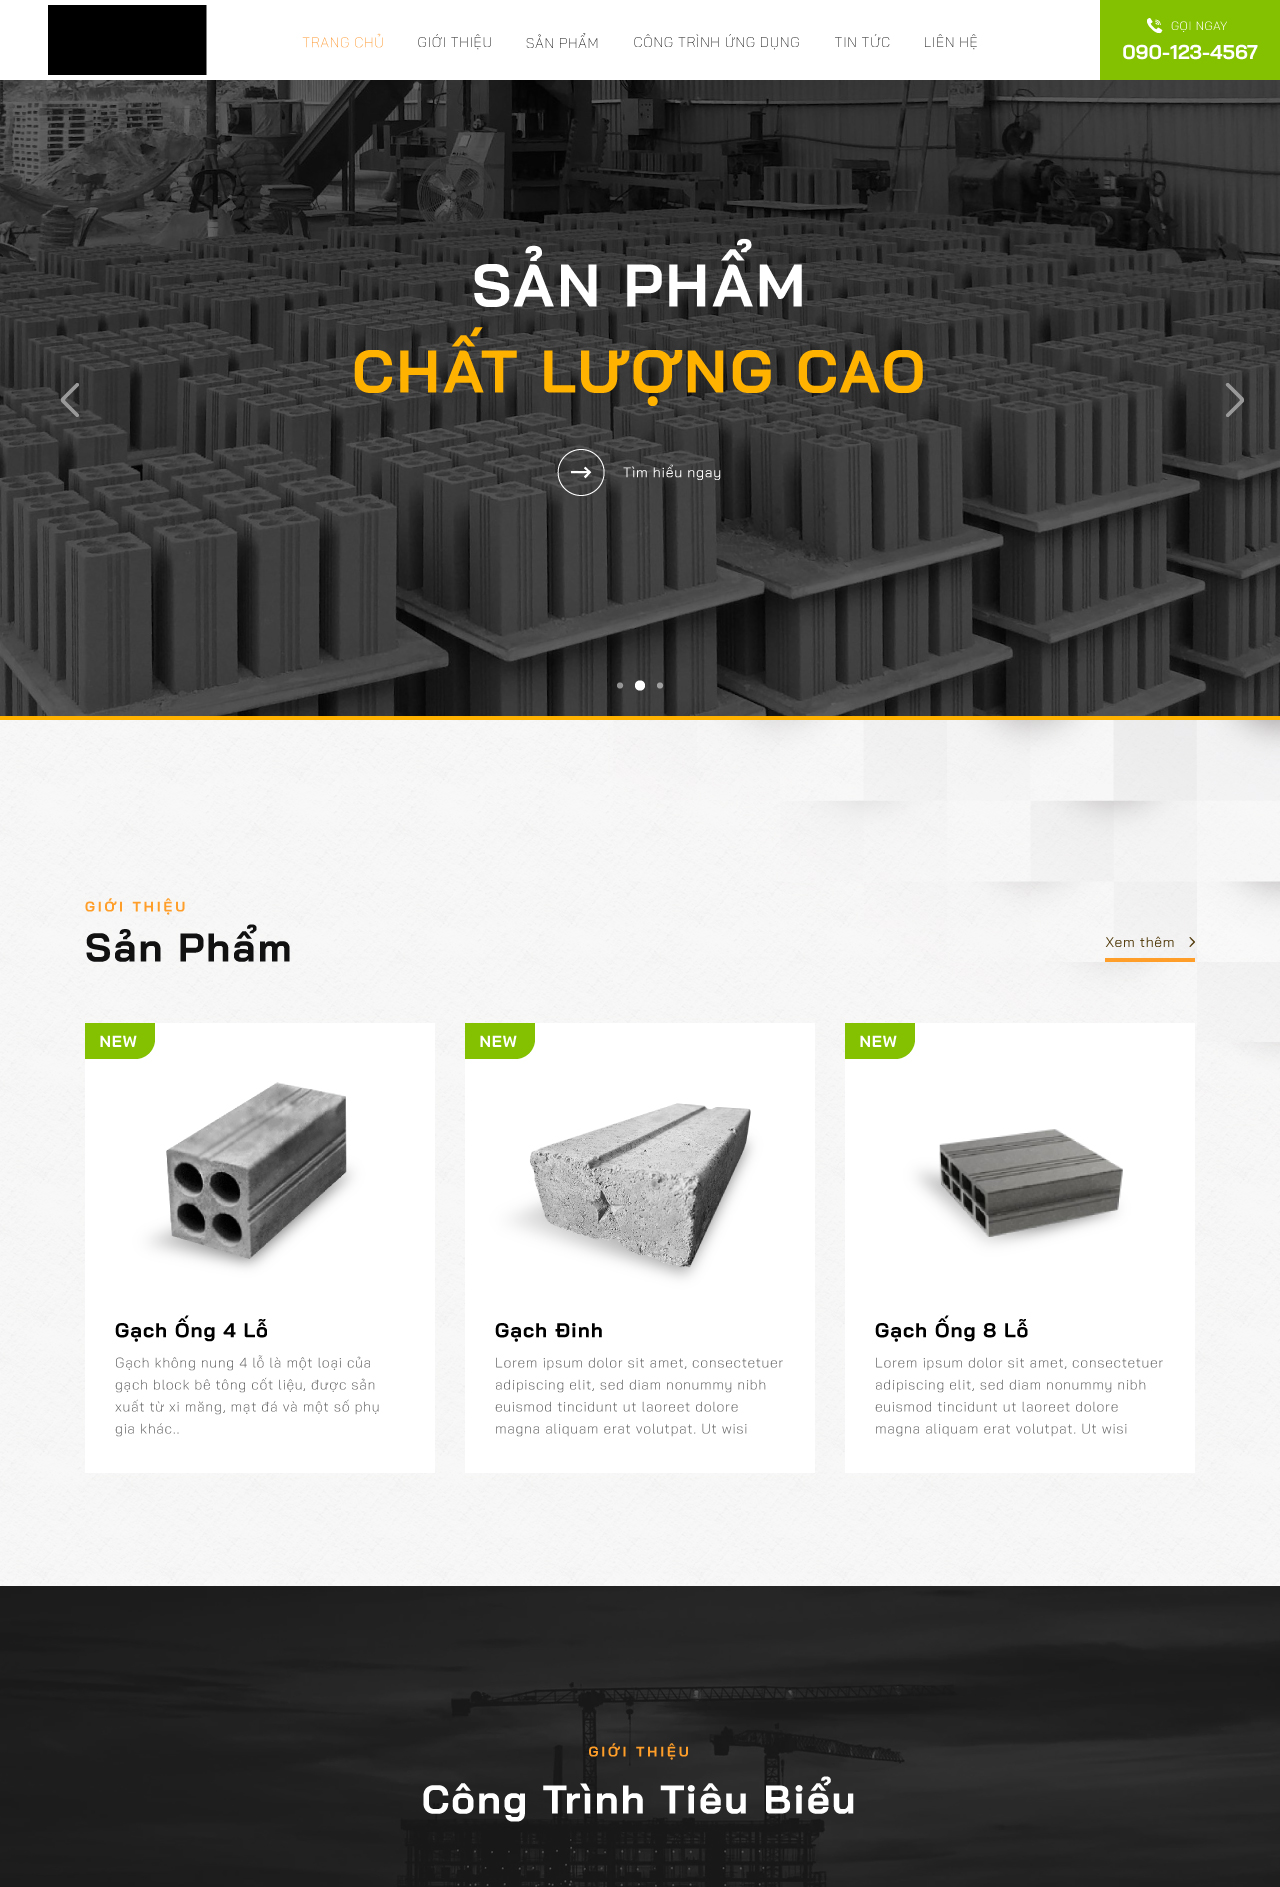 TRANG CHỦ
GIỚI THIỆU
SẢN PHẨM
CÔNG TRÌNH ỨNG DỤNG
TIN TỨC
LIÊN HỆ
GỌI NGAY
090-123-4567
SẢN PHẨM
CHẤT LƯỢNG CAO
Tìm hiểu ngay
GIỚI THIỆU
Sản Phẩm
Xem thêm
NEW
Gạch Ống 4 Lỗ
Gạch không nung 4 lỗ là một loại của
gạch block bê tông cốt liệu, được sản
xuất từ xi măng, mạt đá và một số phụ
gia khác..
NEW
Gạch Đinh
Lorem ipsum dolor sit amet, consectetuer
adipiscing elit, sed diam nonummy nibh
euismod tincidunt ut laoreet dolore
magna aliquam erat volutpat. Ut wisi
NEW
Gạch Ống 8 Lỗ
Lorem ipsum dolor sit amet, consectetuer
adipiscing elit, sed diam nonummy nibh
euismod tincidunt ut laoreet dolore
magna aliquam erat volutpat. Ut wisi
GIỚI THIỆU
Công Trình Tiêu Biểu